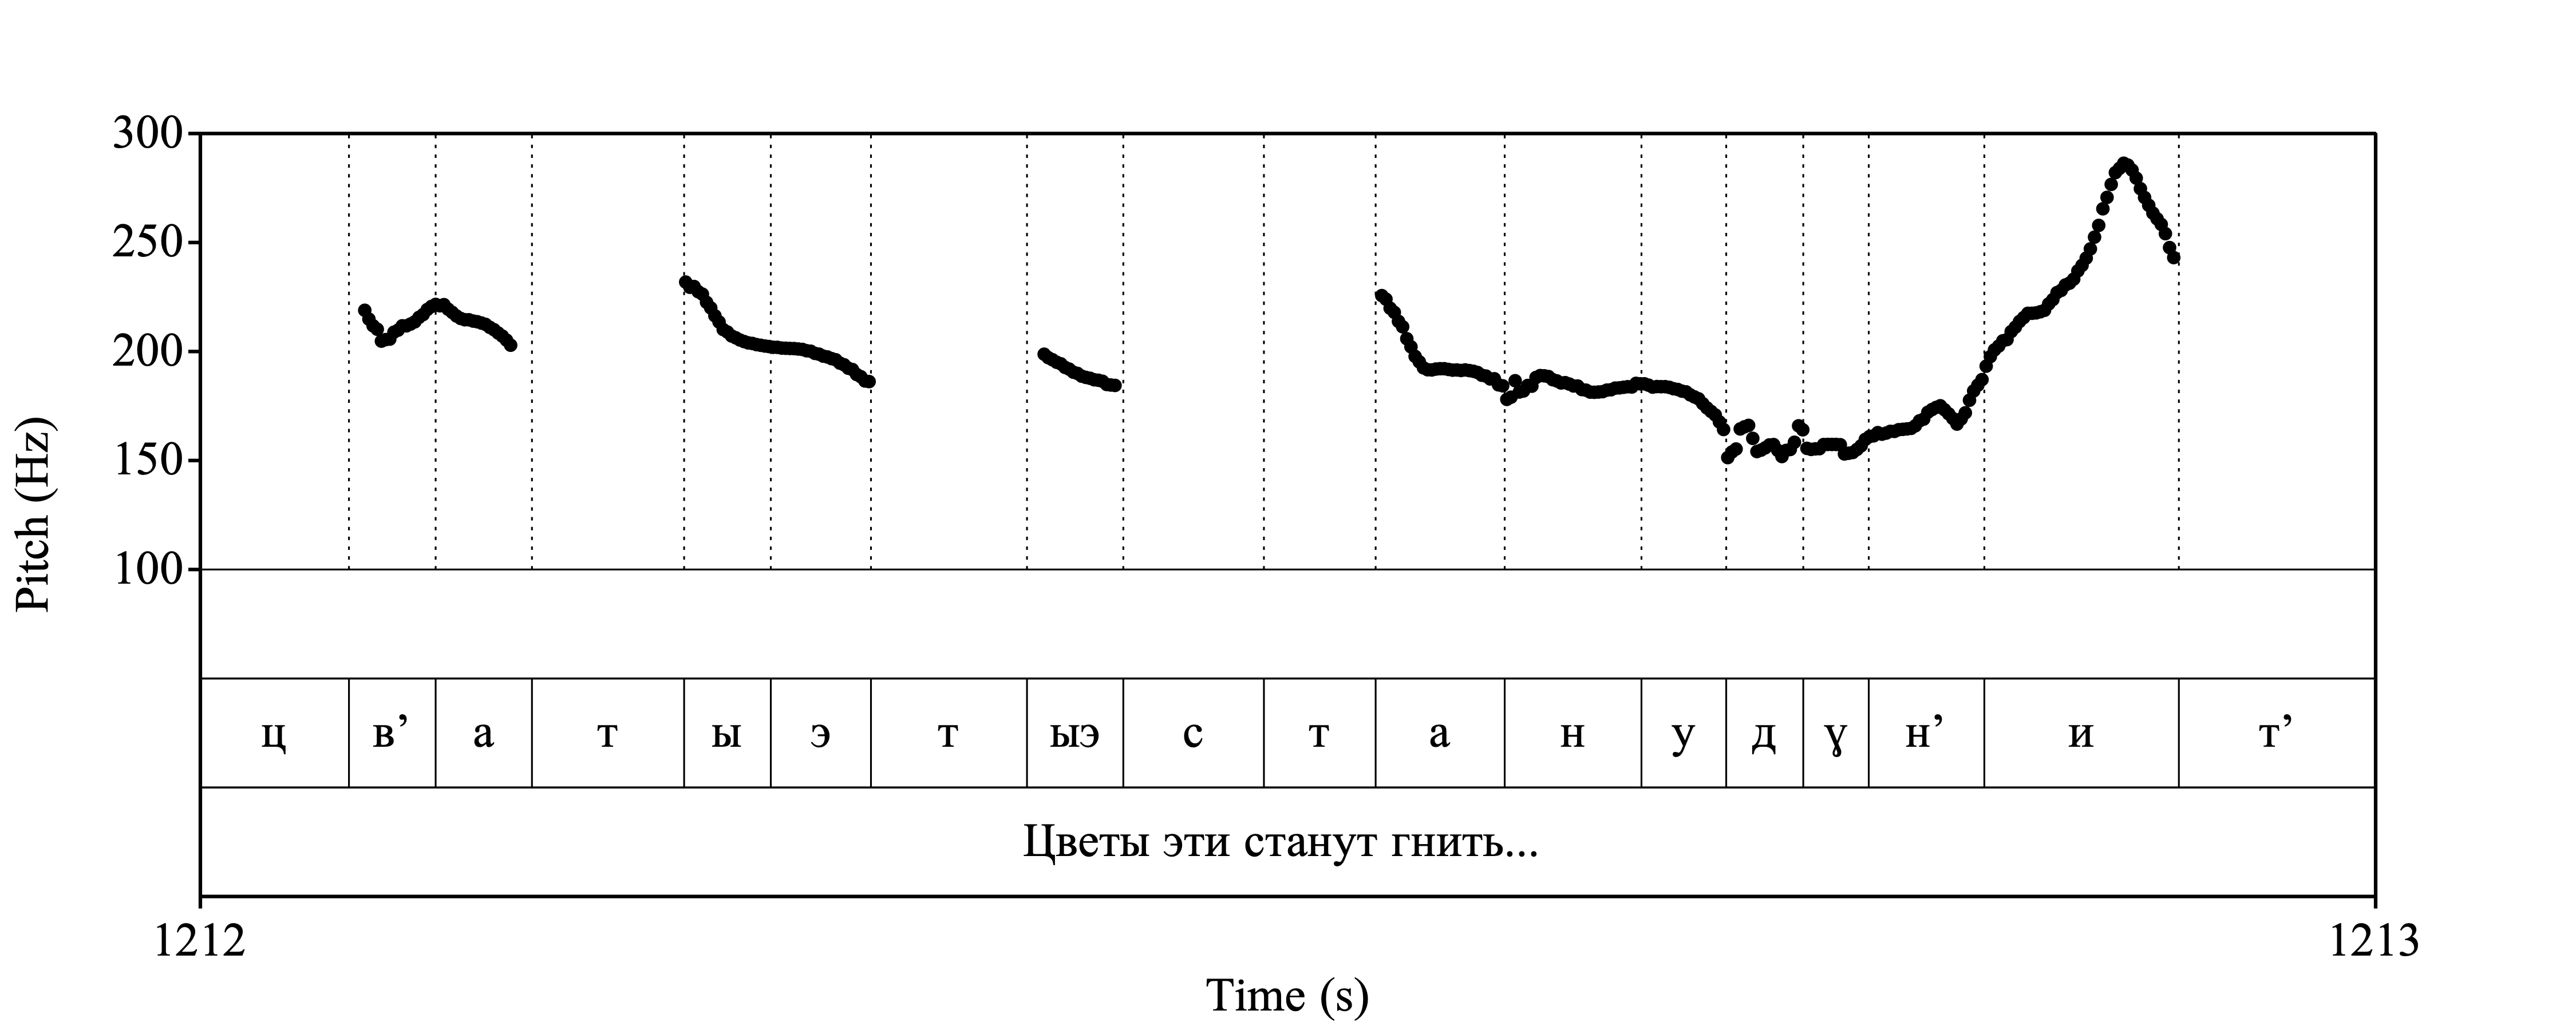 300
250
200
150
100
Pitch (Hz)
ц в’ а т ы э т ыэ с т а н у д ɣ н’ и т’
Цветы эти станут гнить...
1212 1213
Time (s)